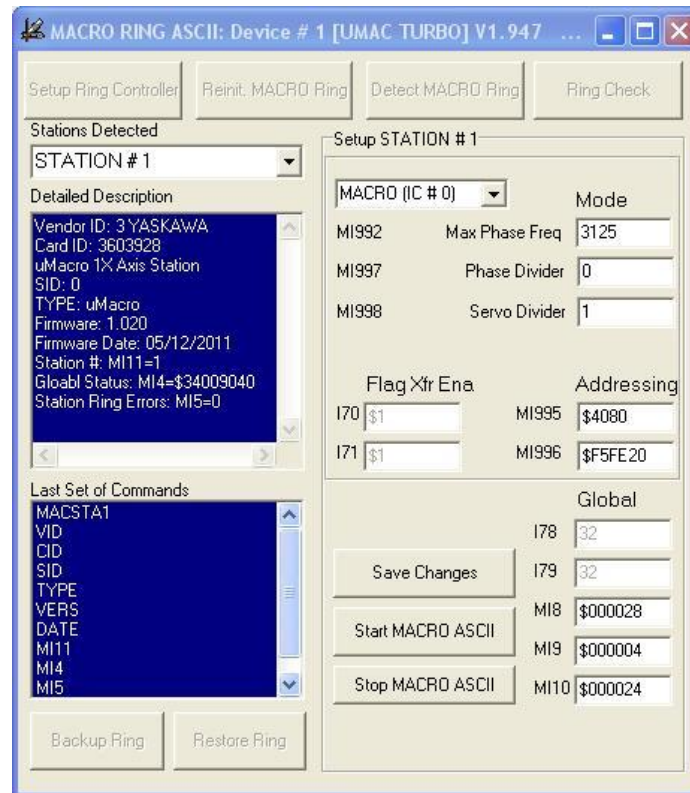 MACRO RING ASCII: Device # 1 [UMAC TURBO] V1.947 ...
Setup Ring Controller
Reinit. MACRO Ring
Detect MACRO Ring
Ring Check
Stations Detected
STATION # 1
Detailed Description
Vendor ID: 3 YASKAWA
Card ID: 3603928
uMacro 1X Axis Station
SID: 0
TYPE: uMacro
Firmware: 1.020
Firmware Date: 05/12/2011
Station #: MI11=1
Gloabl Status: MI4=$34009040
Station Ring Errors: MI5=0
Last Set of Commands
MACSTA1
VID
CID
SID
TYPE
VERS
DATE
MI11
MI4
MI5
Backup Ring
Restore Ring
Setup STATION # 1
MACRO (IC # 0)
Mode
MI992 Max Phase Freq 3125
MI997 Phase Divider 0
MI998 Servo Divider 1
Flag Xfr Ena
Addressing
I70 $1
MI995 $4080
I71 $1
MI996 $F5FE20
Global
I78 32
I79 32
MI8 $000028
MI9 $000004
MI10 $000024
Save Changes
Start MACRO ASCII
Stop MACRO ASCII